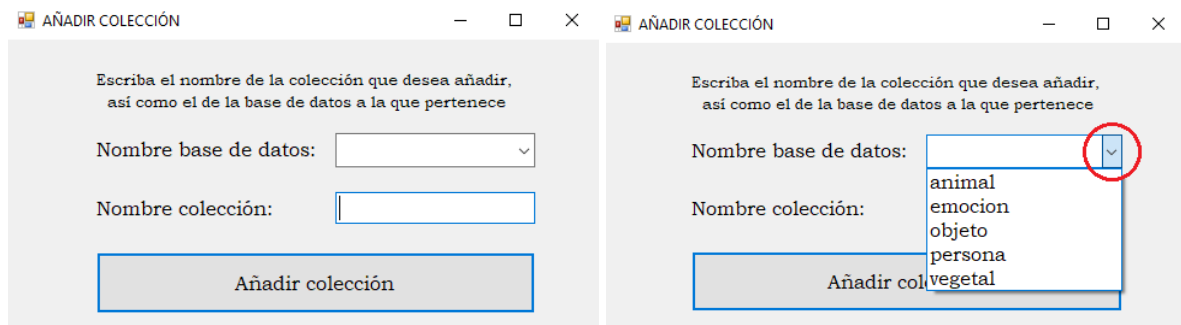 AÑADIR COLECCIÓN
Escriba el nombre de la colección que desea añadir,
así como el de la base de datos a la que pertenece
Nombre base de datos:
Nombre colección:
Añadir colección
AÑADIR COLECCIÓN
Escriba el nombre de la colección que desea añadir,
así como el de la base de datos a la que pertenece
Nombre base de datos:
animal
emocion
objeto
persona
vegetal
Nombre colección:
Añadir col